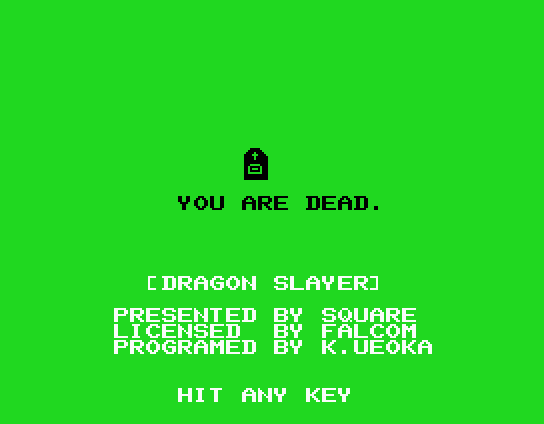 YOU ARE DEAD.
[DRAGON SLAYER]
PRESENTED BY SQUARE
LICENSED  BY FALCOM
PROGRAMED BY K.UEOKA
HIT ANY KEY